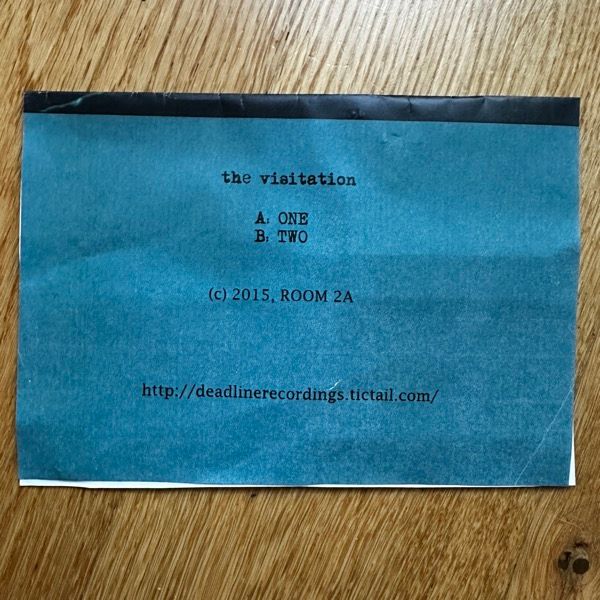 the visitation
A: ONE
B: TWO
(c) 2015, ROOM 2A
http://deadlinerecordings.tictail.com/